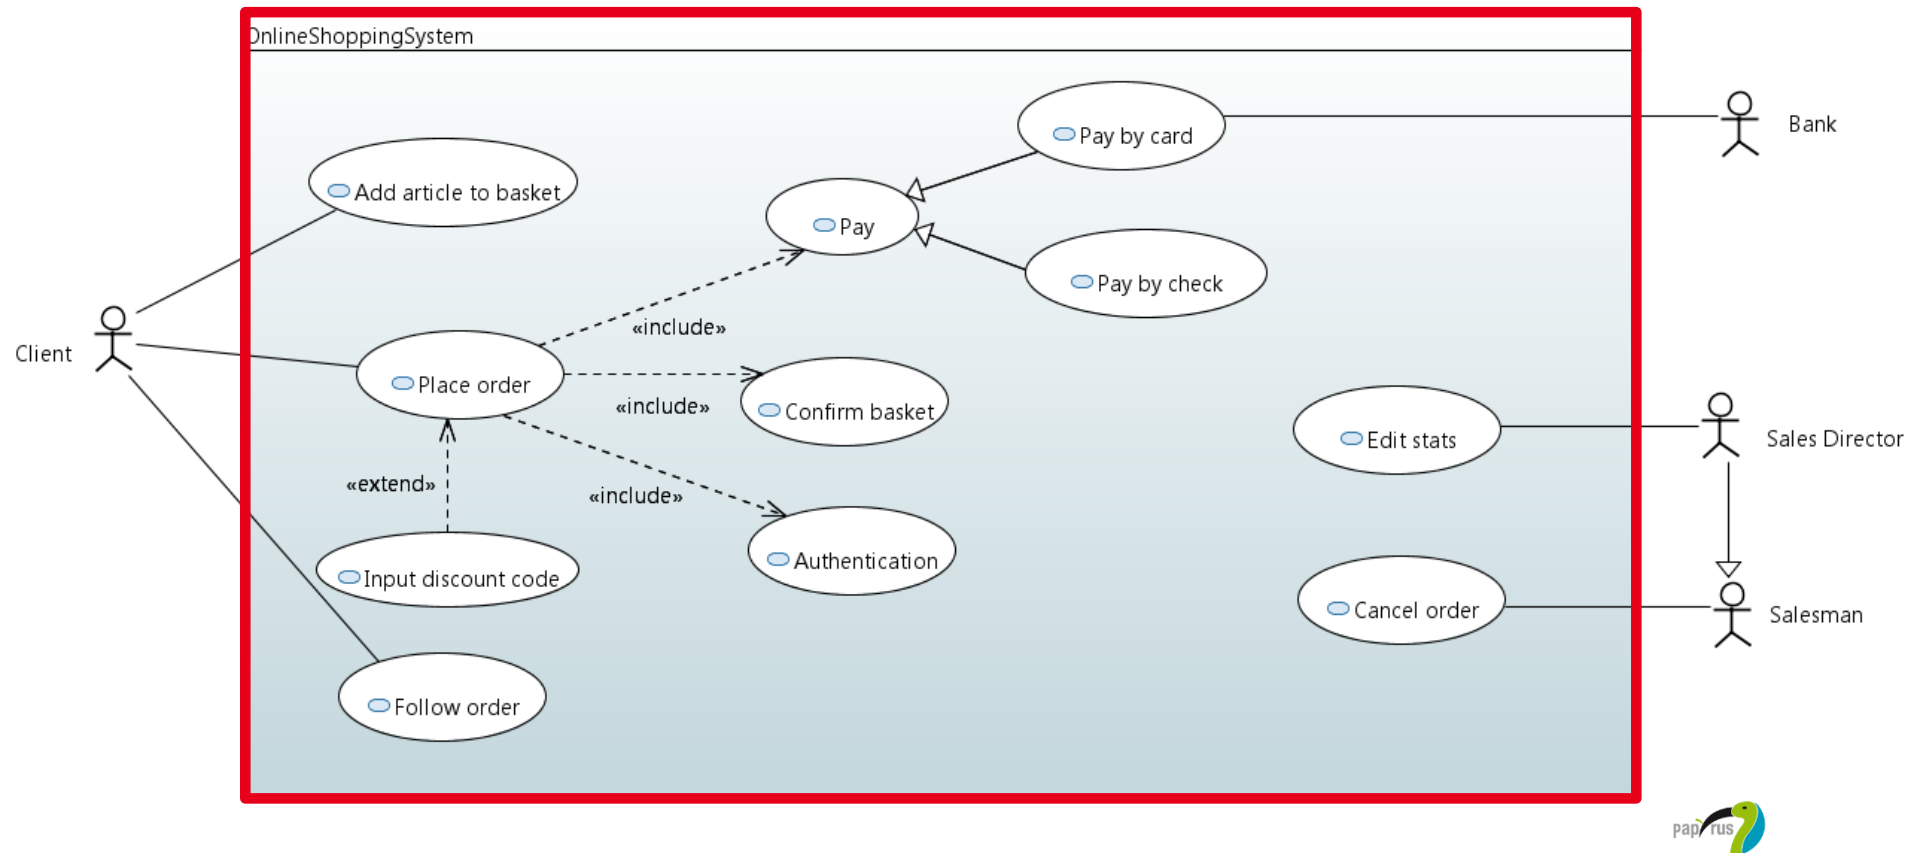 OnlineShoppingSystem
Pay by card
Bank
Add article to basket
Pay
Pay by check
«include»
Client
Place order
Confirm basket
«include»
Edit stats
Sales Director
«extend»
«include»
Authentication
Input discount code
Cancel order
Salesman
Follow order
papyrus